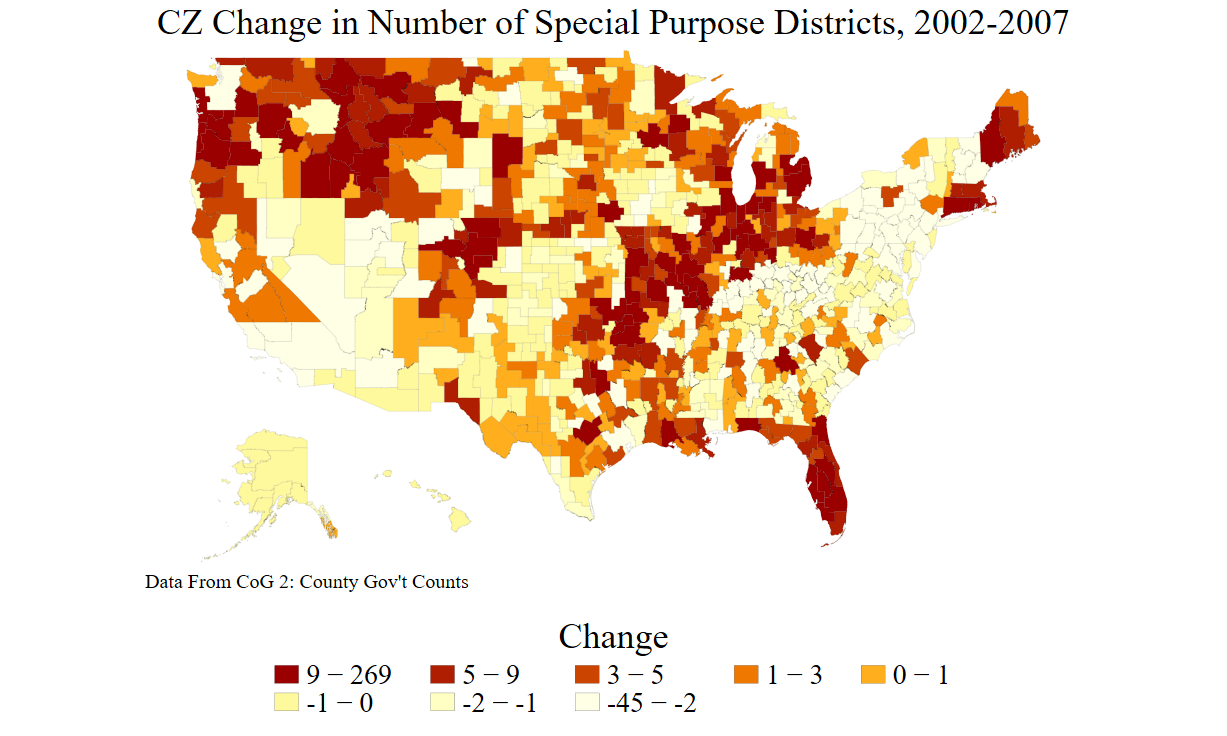 CZ Change in Number of Special Purpose Districts, 2002-2007
Data From CoG 2: County Gov't Counts
Change
9 − 269 5 − 9 3 − 5 1 − 3 0 − 1
-1 − 0 -2 − -1 -45 − -2